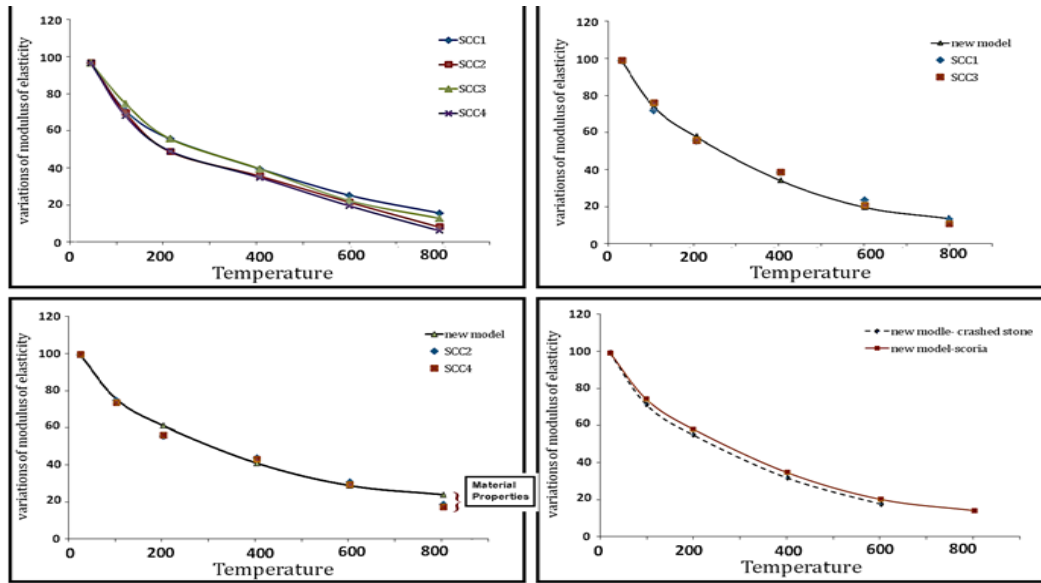 variations of modulus of elasticity
120
100
80
60
40
20
0
0
200
400
600
800
Temperature
SCC1
SCC2
SCC3
SCC4
variations of modulus of elasticity
120
100
80
60
40
20
0
0
200
400
600
800
Temperature
new model
SCC1
SCC3
variations of modulus of elasticity
120
100
80
60
40
20
0
0
200
400
600
800
Temperature
new model
SCC2
SCC4
Material
Properties
variations of modulus of elasticity
120
100
80
60
40
20
0
0
200
400
600
800
Temperature
new modle- crashed stone
new model-scoria